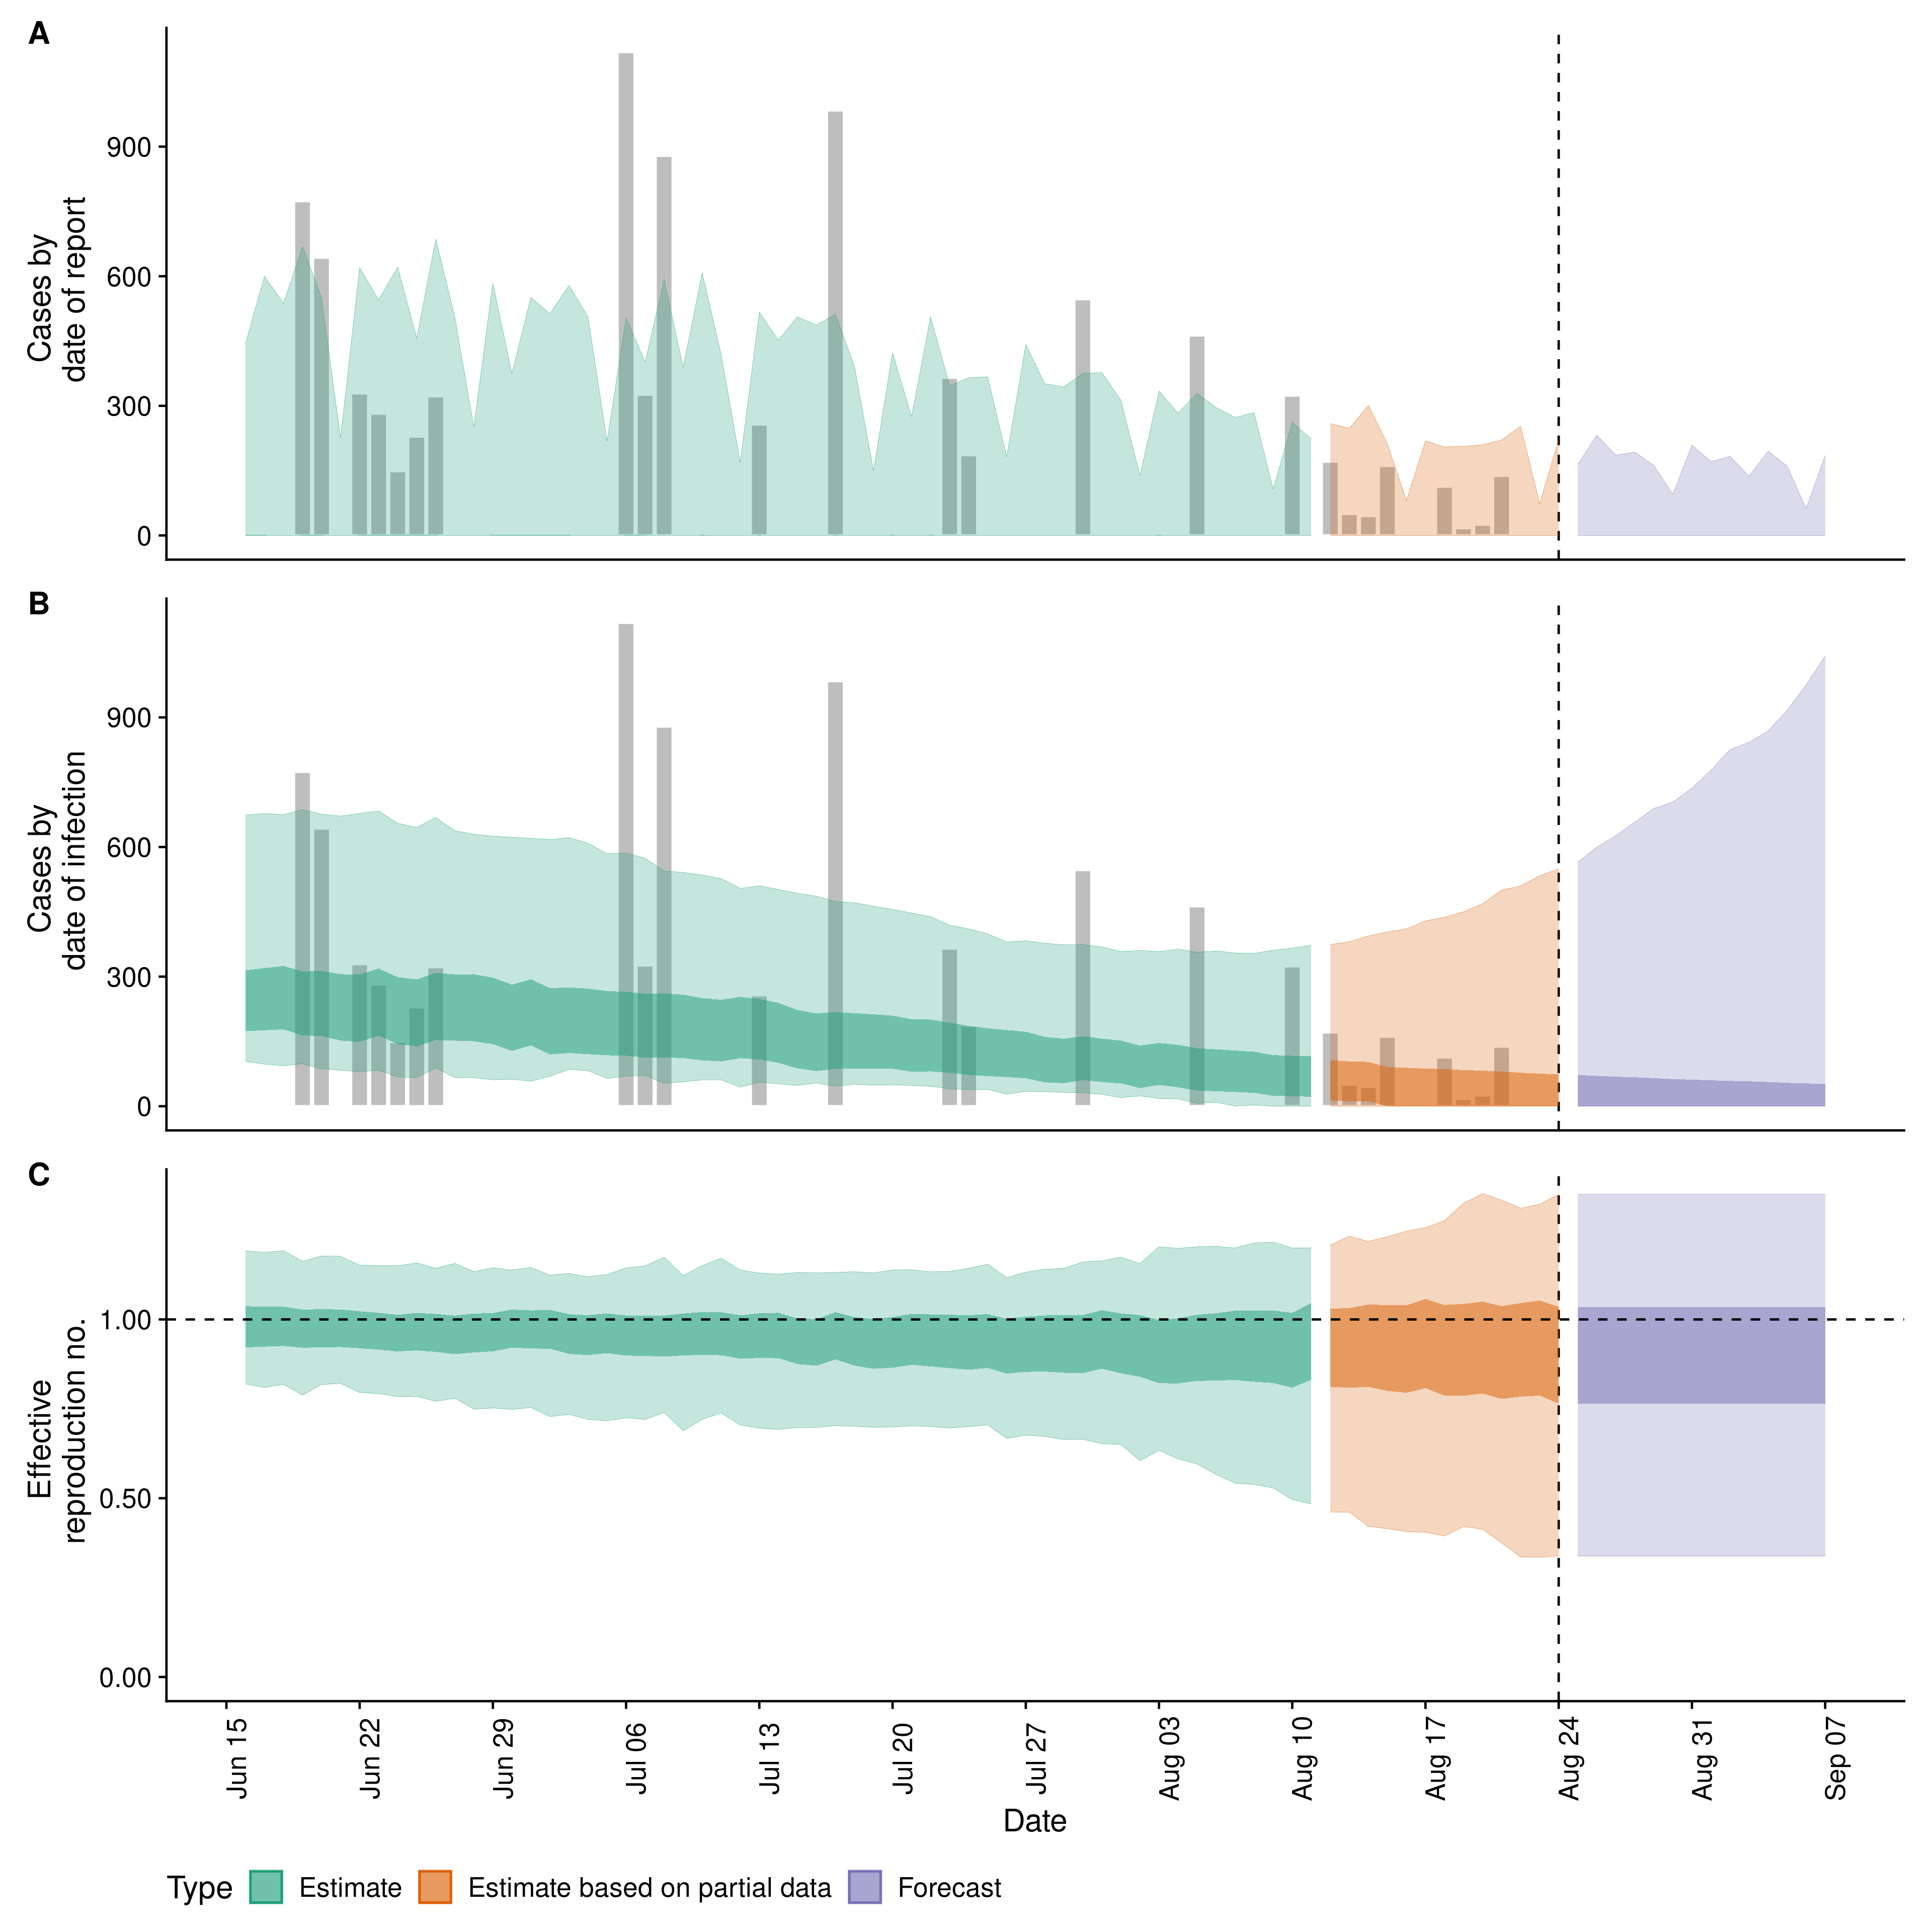 A
Cases by
date of report
900
600
300
0
B
Cases by
date of infection
900
600
300
0
C
Effective
reproduction no.
1.00
0.50
0.00
Jun 15
Jun 22
Jun 29
Jul 06
Jul 13
Jul 20
Jul 27
Aug 03
Aug 10
Aug 17
Aug 24
Aug 31
Sep 07
Date
Type Estimate Estimate based on partial data Forecast